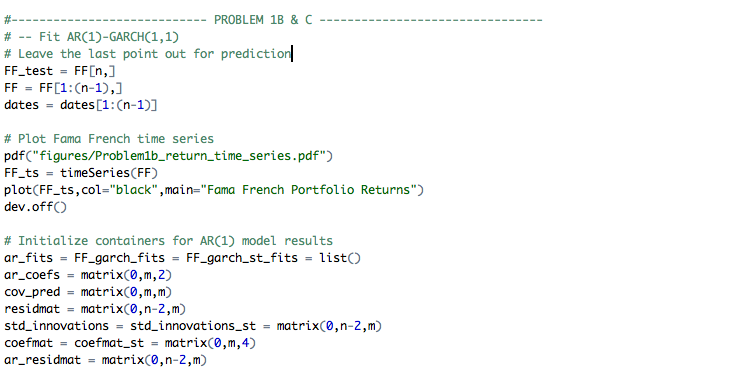 #---------------------------- PROBLEM 1B & C --------------------------------
# -- Fit AR(1)-GARCH(1,1)
# Leave the last point out for prediction
FF_test = FF[n,]
FF = FF[1:(n-1),]
dates = dates[1:(n-1)]
# Plot Fama French time series
pdf("figures/Problem1b_return_time_series.pdf")
FF_ts = timeSeries(FF)
plot(FF_ts,col="black",main="Fama French Portfolio Returns")
dev.off()
# Initialize containers for AR(1) model results
ar_fits = FF_garch_fits = FF_garch_st_fits = list()
ar_coefs = matrix(0,m,2)
cov_pred = matrix(0,m,m)
residmat = matrix(0,n-2,m)
std_innovations = std_innovations_st = matrix(0,n-2,m)
coefmat = coefmat_st = matrix(0,m,4)
ar_residmat = matrix(0,n-2,m)